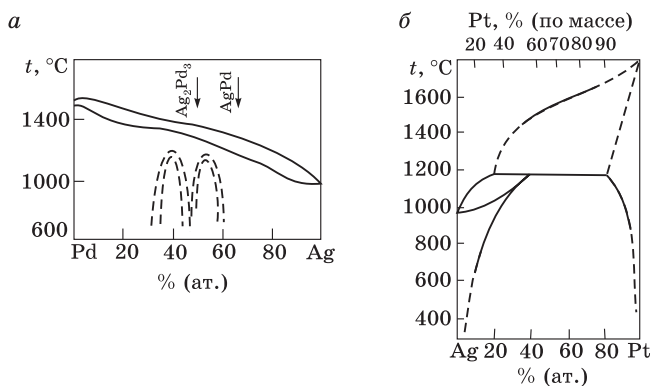 а
t, °C
1400
1000
600
Ag₂Pd₃
AgPd
Pd 20 40 60 80 Ag
% (ат.)
б
Pt, % (по массе)
20 40 60 70 80 90
t, °C
1600
1200
1000
800
600
400
Ag 20 40 60 80 Pt
% (ат.)